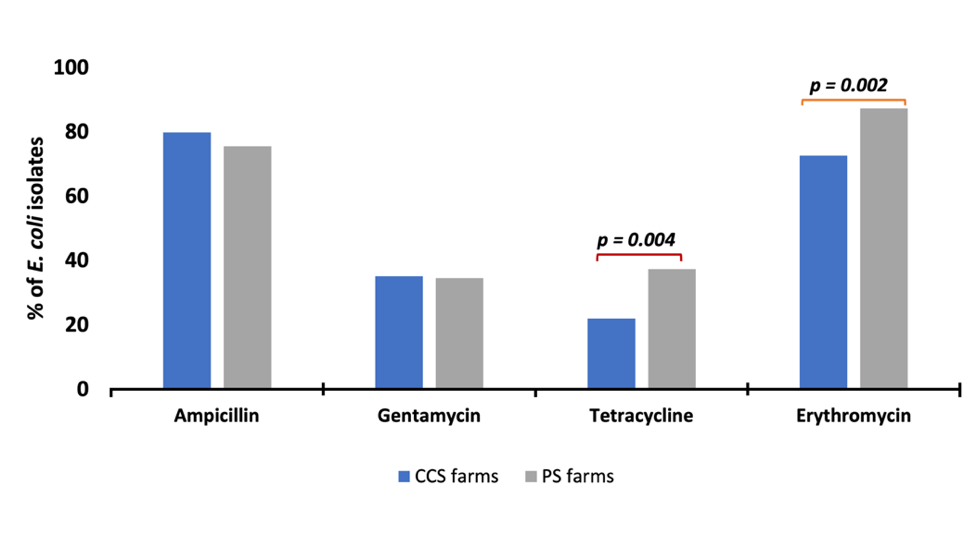 100
80
60
40
20
0
% of E. coli isolates
p = 0.004
p = 0.002
Ampicillin
Gentamycin
Tetracycline
Erythromycin
CCS farms
PS farms